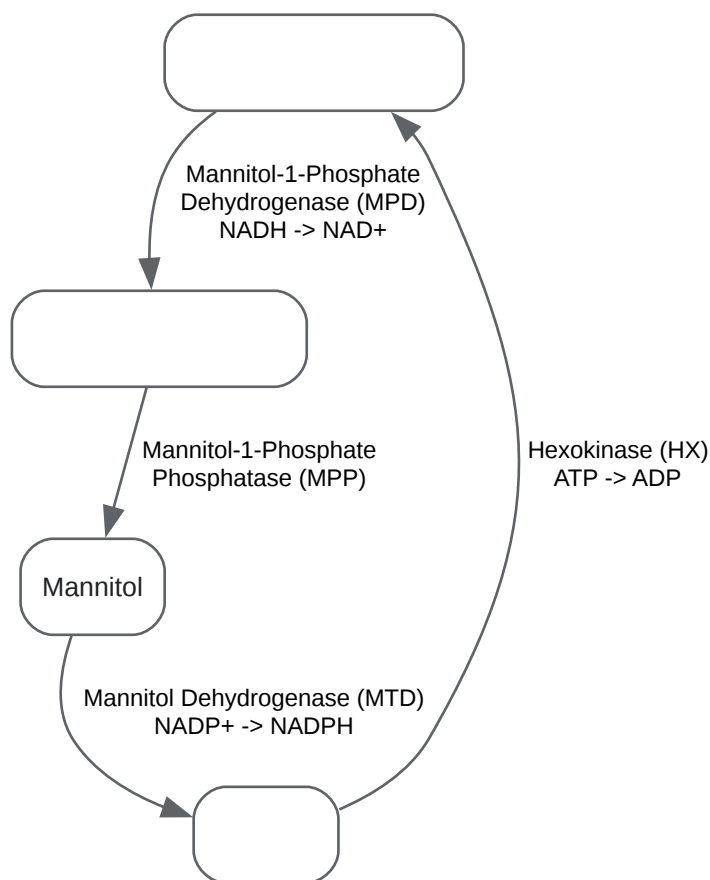 Mannitol-1-Phosphate
Dehydrogenase (MPD)
NADH -> NAD+
Mannitol-1-Phosphate
Phosphatase (MPP)
Hexokinase (HX)
ATP -> ADP
Mannitol
Mannitol Dehydrogenase (MTD)
NADP+ -> NADPH